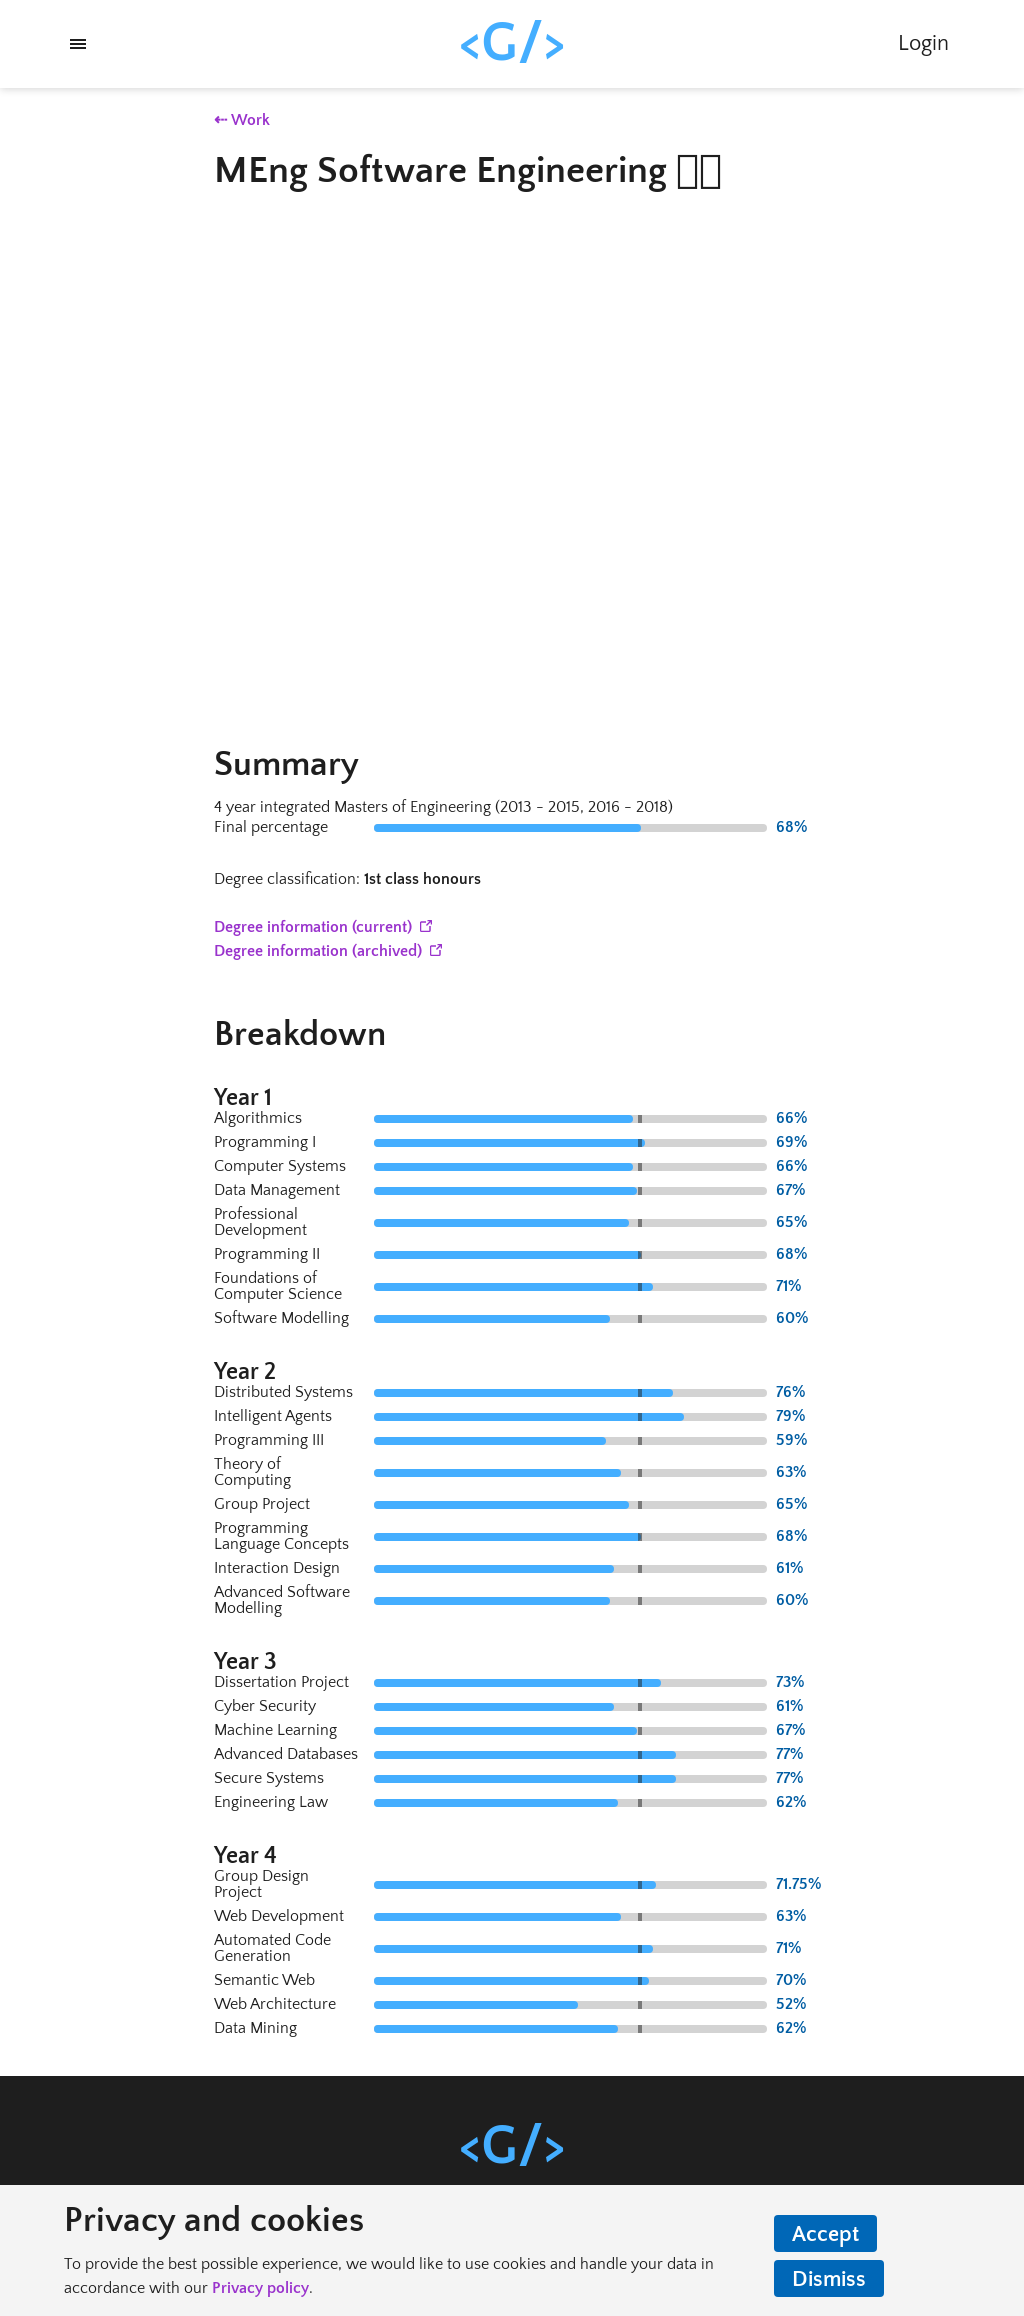 <G/>
Login
⇠ Work
MEng Software Engineering
Summary
4 year integrated Masters of Engineering (2013 - 2015, 2016 - 2018)
Final percentage 68%
Degree classification: 1st class honours
Degree information (current)
Degree information (archived)
Breakdown
Year 1
Algorithmics 66%
Programming I 69%
Computer Systems 66%
Data Management 67%
Professional
Development 65%
Programming II 68%
Foundations of
Computer Science 71%
Software Modelling 60%
Year 2
Distributed Systems 76%
Intelligent Agents 79%
Programming III 59%
Theory of
Computing 63%
Group Project 65%
Programming
Language Concepts 68%
Interaction Design 61%
Advanced Software
Modelling 60%
Year 3
Dissertation Project 73%
Cyber Security 61%
Machine Learning 67%
Advanced Databases 77%
Secure Systems 77%
Engineering Law 62%
Year 4
Group Design
Project 71.75%
Web Development 63%
Automated Code
Generation 71%
Semantic Web 70%
Web Architecture 52%
Data Mining 62%
<G/>
Privacy and cookies
To provide the best possible experience, we would like to use cookies and handle your data in
accordance with our Privacy policy.
Accept
Dismiss